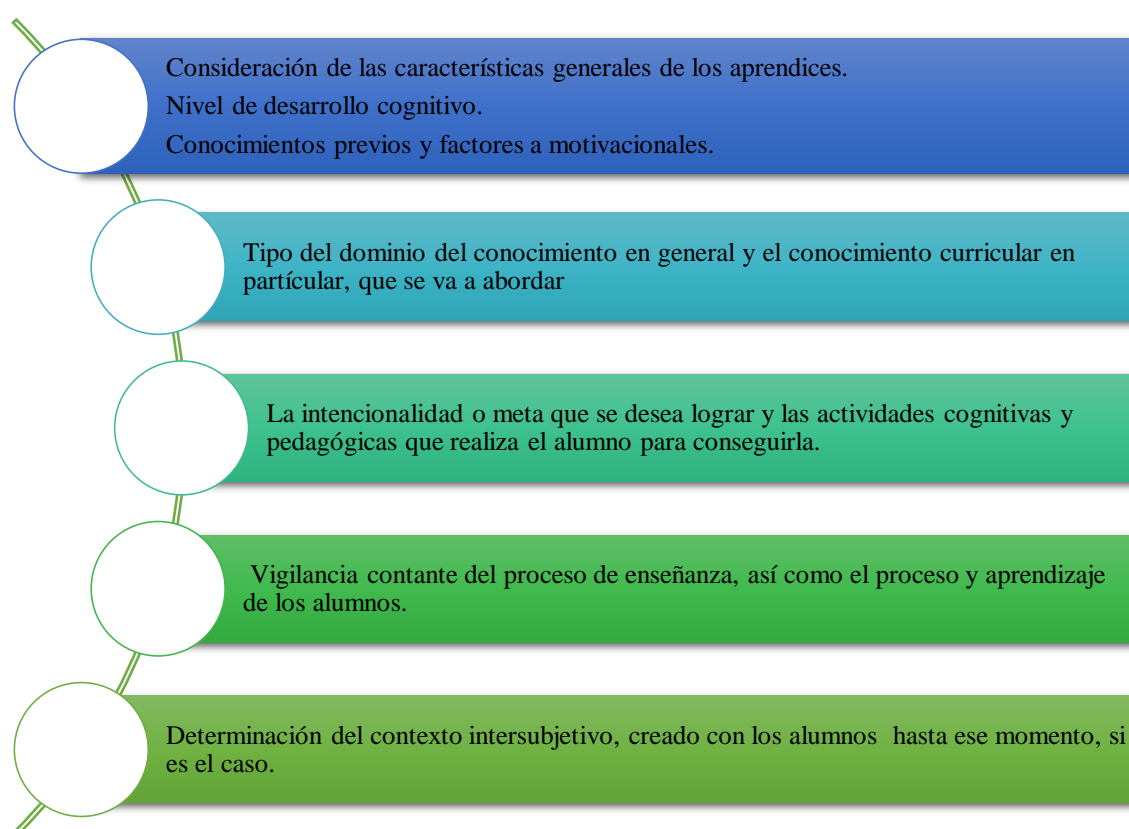 Consideración de las características generales de los aprendices.
Nivel de desarrollo cognitivo.
Conocimientos previos y factores a motivacionales.
Tipo del dominio del conocimiento en general y el conocimiento curricular en
partícular, que se va a abordar
La intencionalidad o meta que se desea lograr y las actividades cognitivas y
pedagógicas que realiza el alumno para conseguirla.
Vigilancia contante del proceso de enseñanza, así como el proceso y aprendizaje
de los alumnos.
Determinación del contexto intersubjetivo, creado con los alumnos hasta ese momento, si
es el caso.